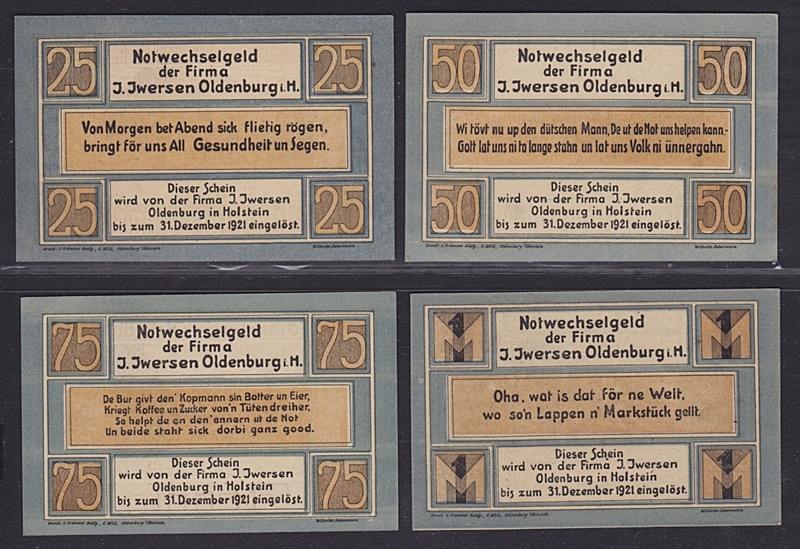 25
25
Notwechselgeld
der Firma
J. Jwersen Oldenburg i. H.
Von Morgen bet Abend sick flietig rögen,
bringt för uns All Gesundheit un Segen.
25
25
Dieser Schein
wird von der Firma J. Jwersen
Oldenburg in Holstein
bis zum 31. Dezember 1921 eingelöst.
50
50
Notwechselgeld
der Firma
J. Jwersen Oldenburg i. H.
Wi tövt nu up den dütschen Mann, De ut de Not uns helpen kann.-
Gott lat uns ni to lange stahn un lat uns Volk ni ünnergahn.
50
50
Dieser Schein
wird von der Firma J. Jwersen
Oldenburg in Holstein
bis zum 31. Dezember 1921 eingelöst.
75
75
Notwechselgeld
der Firma
J. Jwersen Oldenburg i. H.
De Bur givt den' Kopmann sin Botter un Eier,
Kriegt Koffee un Zucker von'n Tütendreiher,
So helpt de en den'annern ut de Not
Un beide staht sick dorbi ganz good.
75
75
Dieser Schein
wird von der Firma J. Jwersen
Oldenburg in Holstein
bis zum 31. Dezember 1921 eingelöst.
1 M
1 M
Notwechselgeld
der Firma
J. Jwersen Oldenburg i. H.
Oha, wat is dat för ne Welt,
wo so'n Lappen n' Markstück gellt.
1 M
1 M
Dieser Schein
wird von der Firma J. Jwersen
Oldenburg in Holstein
bis zum 31. Dezember 1921 eingelöst.